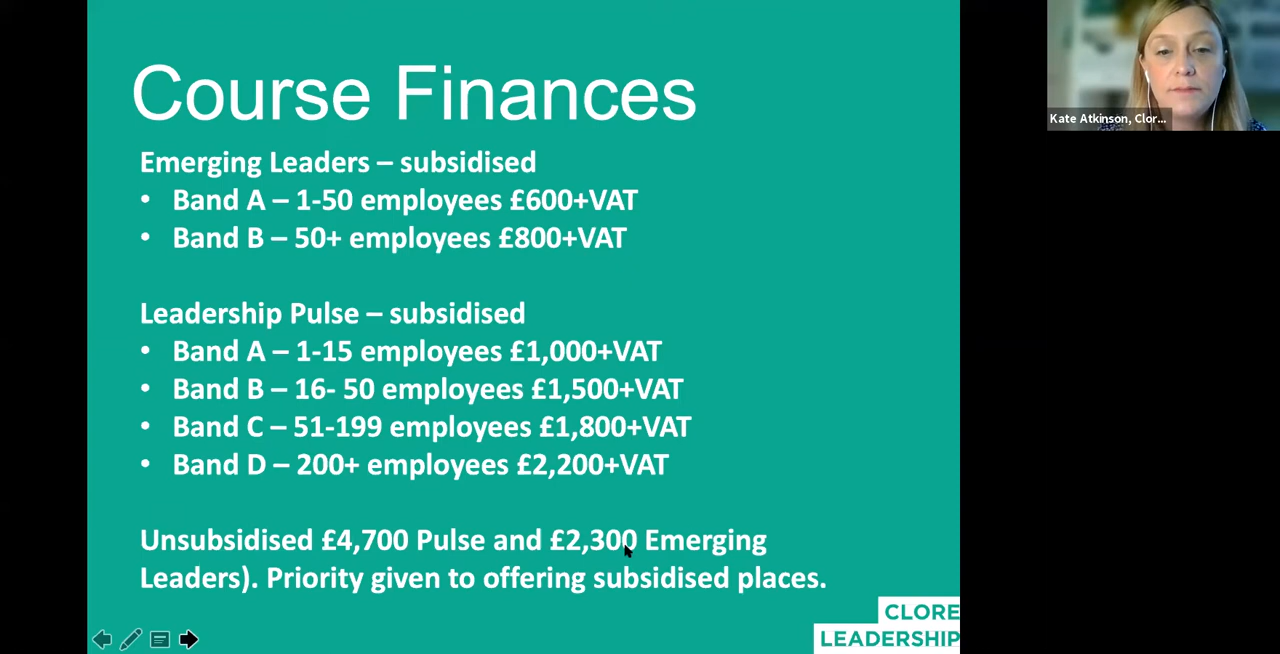 Course Finances
Emerging Leaders – subsidised
• Band A – 1-50 employees £600+VAT
• Band B – 50+ employees £800+VAT
Leadership Pulse – subsidised
• Band A – 1-15 employees £1,000+VAT
• Band B – 16- 50 employees £1,500+VAT
• Band C – 51-199 employees £1,800+VAT
• Band D – 200+ employees £2,200+VAT
Unsubsidised £4,700 Pulse and £2,300 Emerging
Leaders). Priority given to offering subsidised places.
CLORE
LEADERSHIP
Kate Atkinson, Clor...